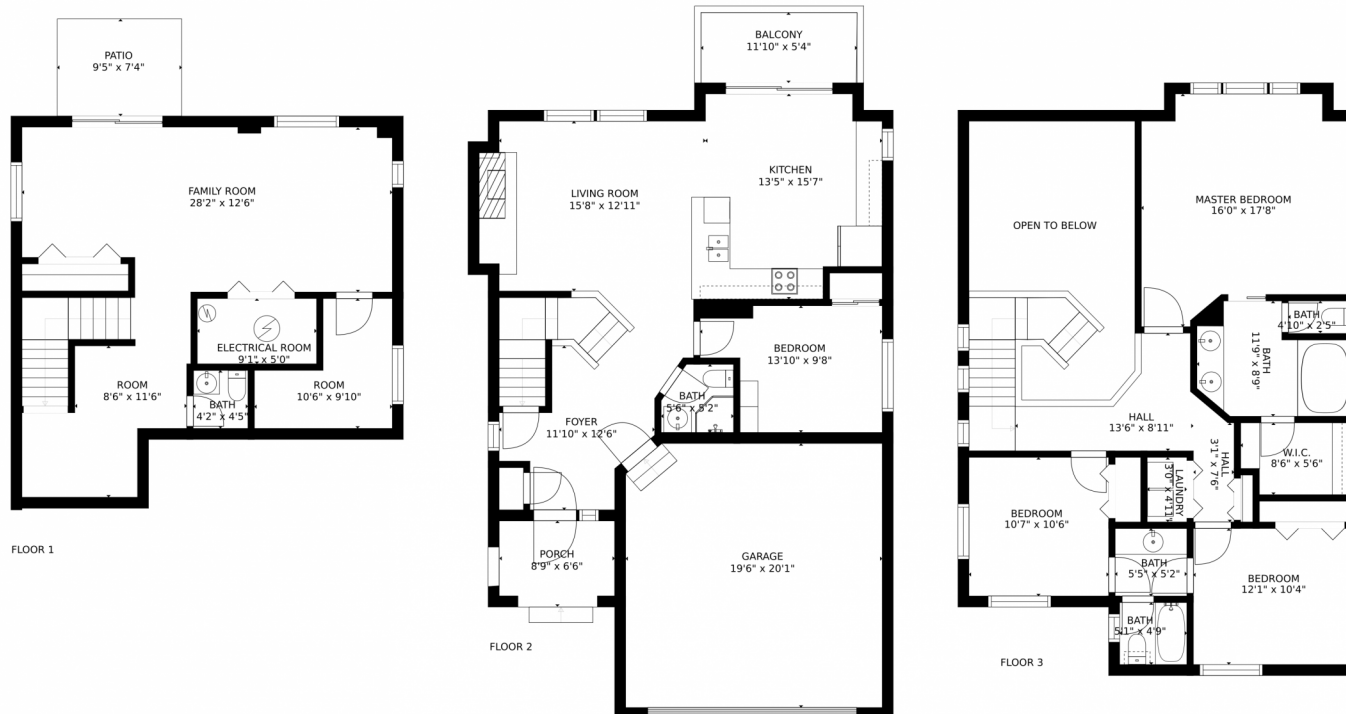 PATIO
9'5" x 7'4"
FAMILY ROOM
28'2" x 12'6"
ELECTRICAL ROOM
9'1" x 5'0"
ROOM
8'6" x 11'6"
BATH
4'2" x 4'5"
ROOM
10'6" x 9'10"
FLOOR 1
BALCONY
11'10" x 5'4"
LIVING ROOM
15'8" x 12'11"
KITCHEN
13'5" x 15'7"
BEDROOM
13'10" x 9'8"
BATH
5'6" x 5'2"
FOYER
11'10" x 12'6"
PORCH
8'9" x 6'6"
GARAGE
19'6" x 20'1"
FLOOR 2
MASTER BEDROOM
16'0" x 17'8"
OPEN TO BELOW
BATH
4'10" x 2'5"
BATH
11'9" x 8'9"
HALL
13'6" x 8'11"
HALL
3'1" x 7'6"
W.I.C.
8'6" x 5'6"
LAUNDRY
3'0" x 4'11"
BEDROOM
10'7" x 10'6"
BATH
5'5" x 5'2"
BEDROOM
12'1" x 10'4"
BATH
5'1" x 4'9"
FLOOR 3